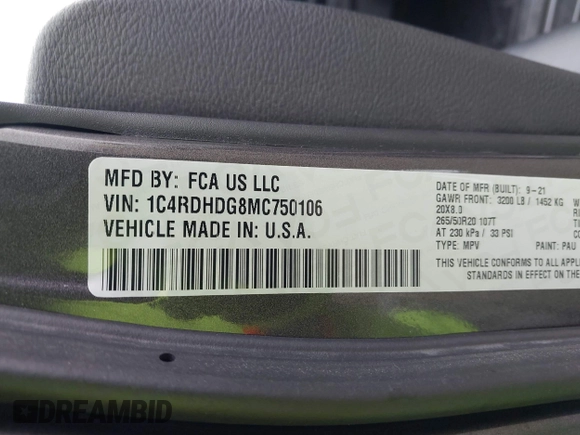 MFD BY: FCA US LLC
VIN: 1C4RDHDG8MC750106
VEHICLE MADE IN: U.S.A.
DATE OF MFR (BUILT): 9-21
GAWR FRONT: 3200 LB / 1452 KG
20X8.0
265/50R20 107T
AT 230 kPa / 33 PSI
TYPE: MPV PAINT: PAU
THIS VEHICLE CONFORMS TO ALL
STANDARDS IN EFFECT ON THE
DREAMBID